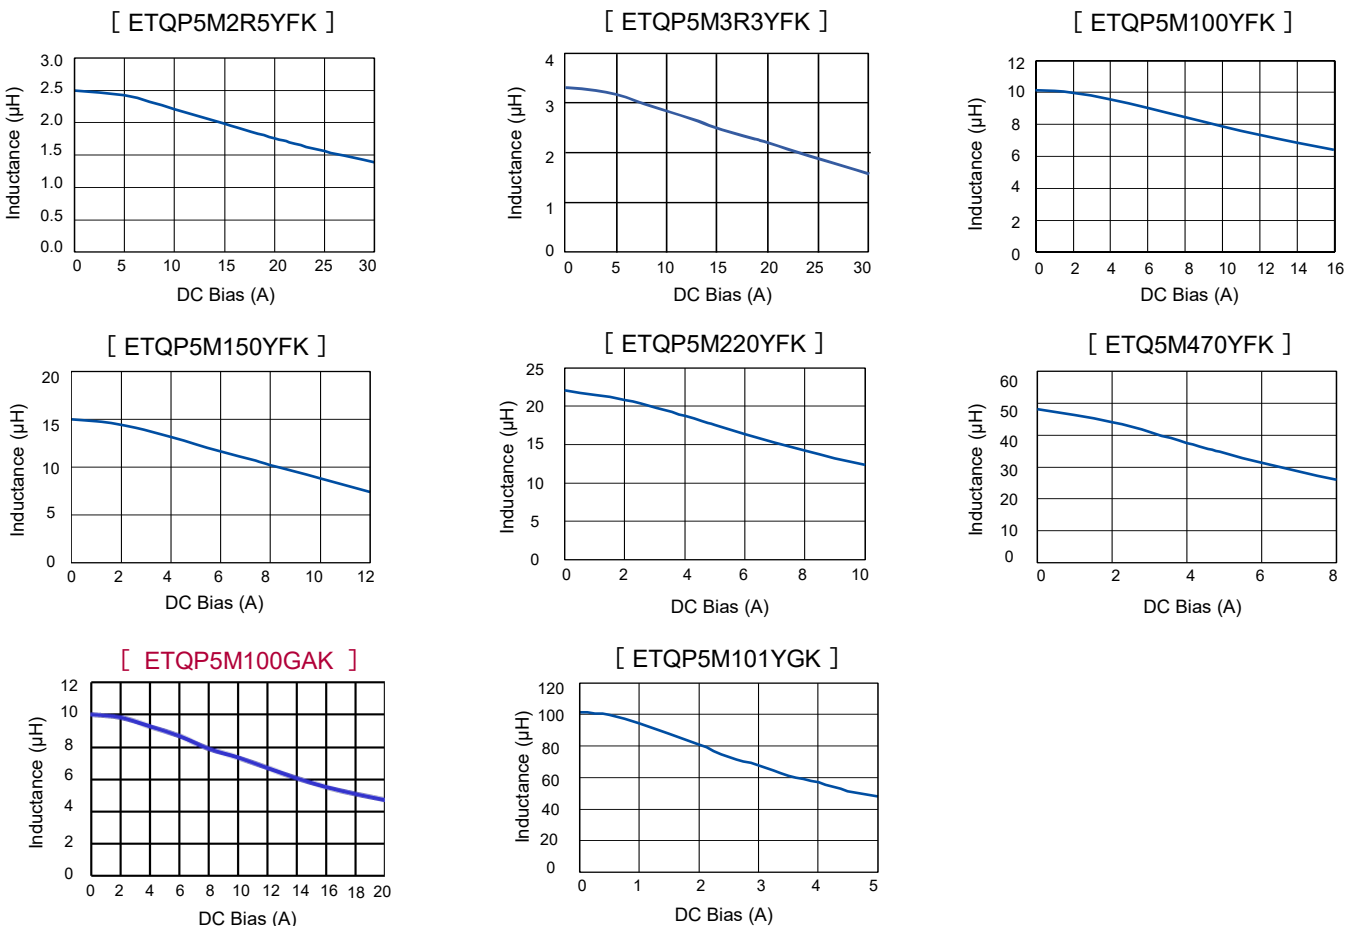 [ ETQP5M2R5YFK ]
Inductance (µH)
3.0
2.5
2.0
1.5
1.0
0.5
0.0
0 5 10 15 20 25 30
DC Bias (A)
[ ETQP5M3R3YFK ]
Inductance (µH)
4
3
2
1
0
0 5 10 15 20 25 30
DC Bias (A)
[ ETQP5M100YFK ]
Inductance (µH)
12
10
8
6
4
2
0
0 2 4 6 8 10 12 14 16
DC Bias (A)
[ ETQP5M150YFK ]
Inductance (µH)
20
15
10
5
0
0 2 4 6 8 10 12
DC Bias (A)
[ ETQP5M220YFK ]
Inductance (µH)
25
20
15
10
5
0
0 2 4 6 8 10
DC Bias (A)
[ ETQ5M470YFK ]
Inductance (µH)
60
50
40
30
20
10
0
0 2 4 6 8
DC Bias (A)
[ ETQP5M100GAK ]
Inductance (µH)
12
10
8
6
4
2
0
0 2 4 6 8 10 12 14 16 18 20
DC Bias (A)
[ ETQP5M101YGK ]
Inductance (µH)
120
100
80
60
40
20
0
0 1 2 3 4 5
DC Bias (A)